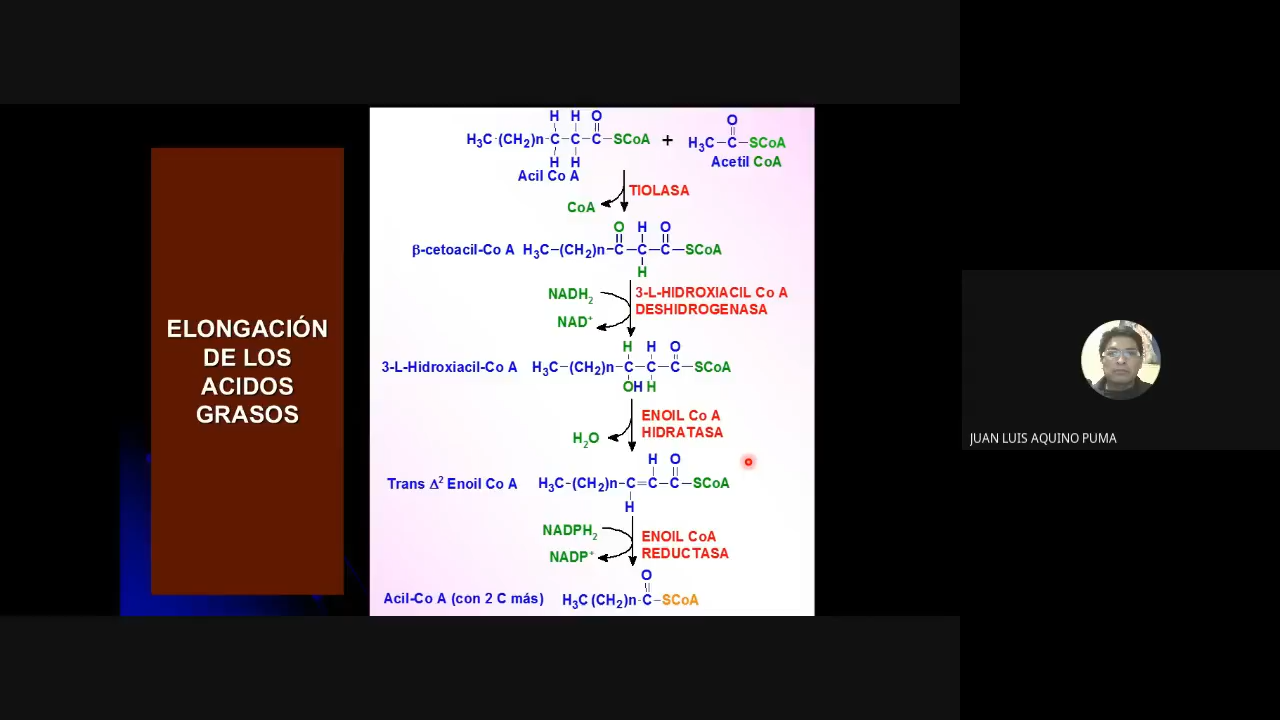 ELONGACIÓN
DE LOS
ACIDOS
GRASOS
H H O
H₃C-(CH₂)n-C-C-C-SCoA + H₃C-C-SCoA
O
H H
Acil Co A
Acetil CoA
TIOLASA
CoA
O H O
β-cetoacil-Co A H₃C-(CH₂)n-C-C-C-SCoA
H
NADH₂
3-L-HIDROXIACIL Co A
DESHIDROGENASA
NAD⁺
H H O
3-L-Hidroxiacil-Co A H₃C-(CH₂)n-C-C-C-SCoA
OH H
ENOIL Co A
HIDRATASA
H₂O
H O
Trans Δ² Enoil Co A H₃C-(CH₂)n-C=C-C-SCoA
H
NADPH₂
ENOIL CoA
REDUCTASA
NADP⁺
O
Acil-Co A (con 2 C más) H₃C(CH₂)n-C-SCoA
JUAN LUIS AQUINO PUMA